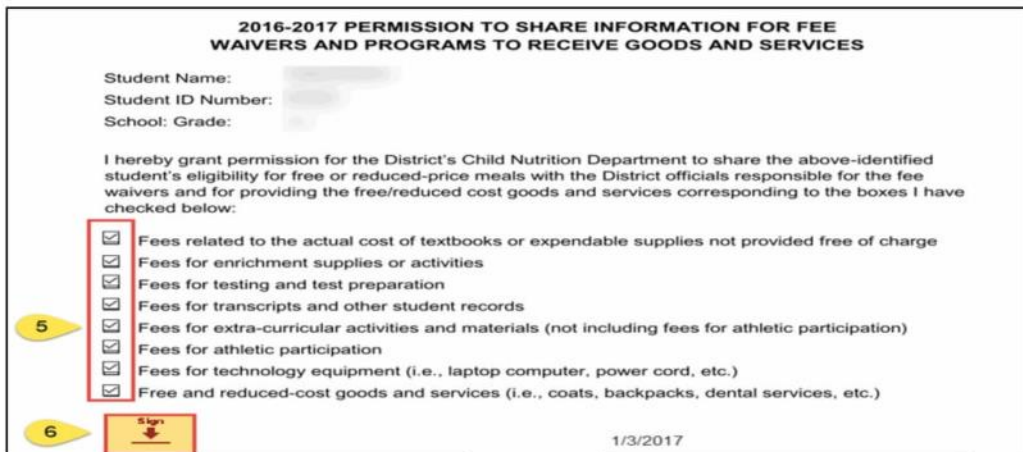 2016-2017 PERMISSION TO SHARE INFORMATION FOR FEE
WAIVERS AND PROGRAMS TO RECEIVE GOODS AND SERVICES
Student Name:
Student ID Number:
School: Grade:
I hereby grant permission for the District's Child Nutrition Department to share the above-identified
student's eligibility for free or reduced-price meals with the District officials responsible for the fee
waivers and for providing the free/reduced cost goods and services corresponding to the boxes I have
checked below:
Fees related to the actual cost of textbooks or expendable supplies not provided free of charge
Fees for enrichment supplies or activities
Fees for testing and test preparation
Fees for transcripts and other student records
5 Fees for extra-curricular activities and materials (not including fees for athletic participation)
Fees for athletic participation
Fees for technology equipment (i.e., laptop computer, power cord, etc.)
Free and reduced-cost goods and services (i.e., coats, backpacks, dental services, etc.)
6 Sign
1/3/2017